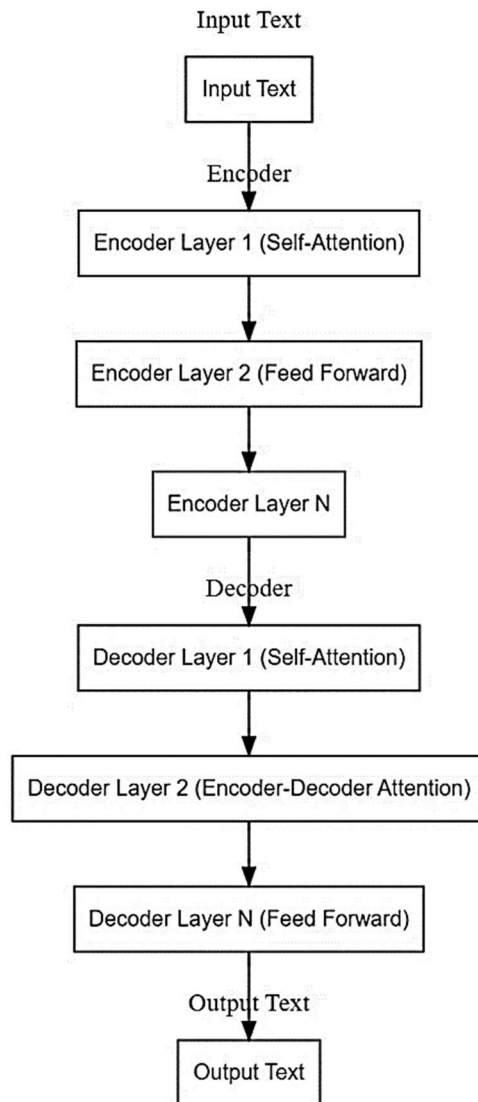 Input Text
Input Text
Encoder
Encoder Layer 1 (Self-Attention)
Encoder Layer 2 (Feed Forward)
Encoder Layer N
Decoder
Decoder Layer 1 (Self-Attention)
Decoder Layer 2 (Encoder-Decoder Attention)
Decoder Layer N (Feed Forward)
Output Text
Output Text